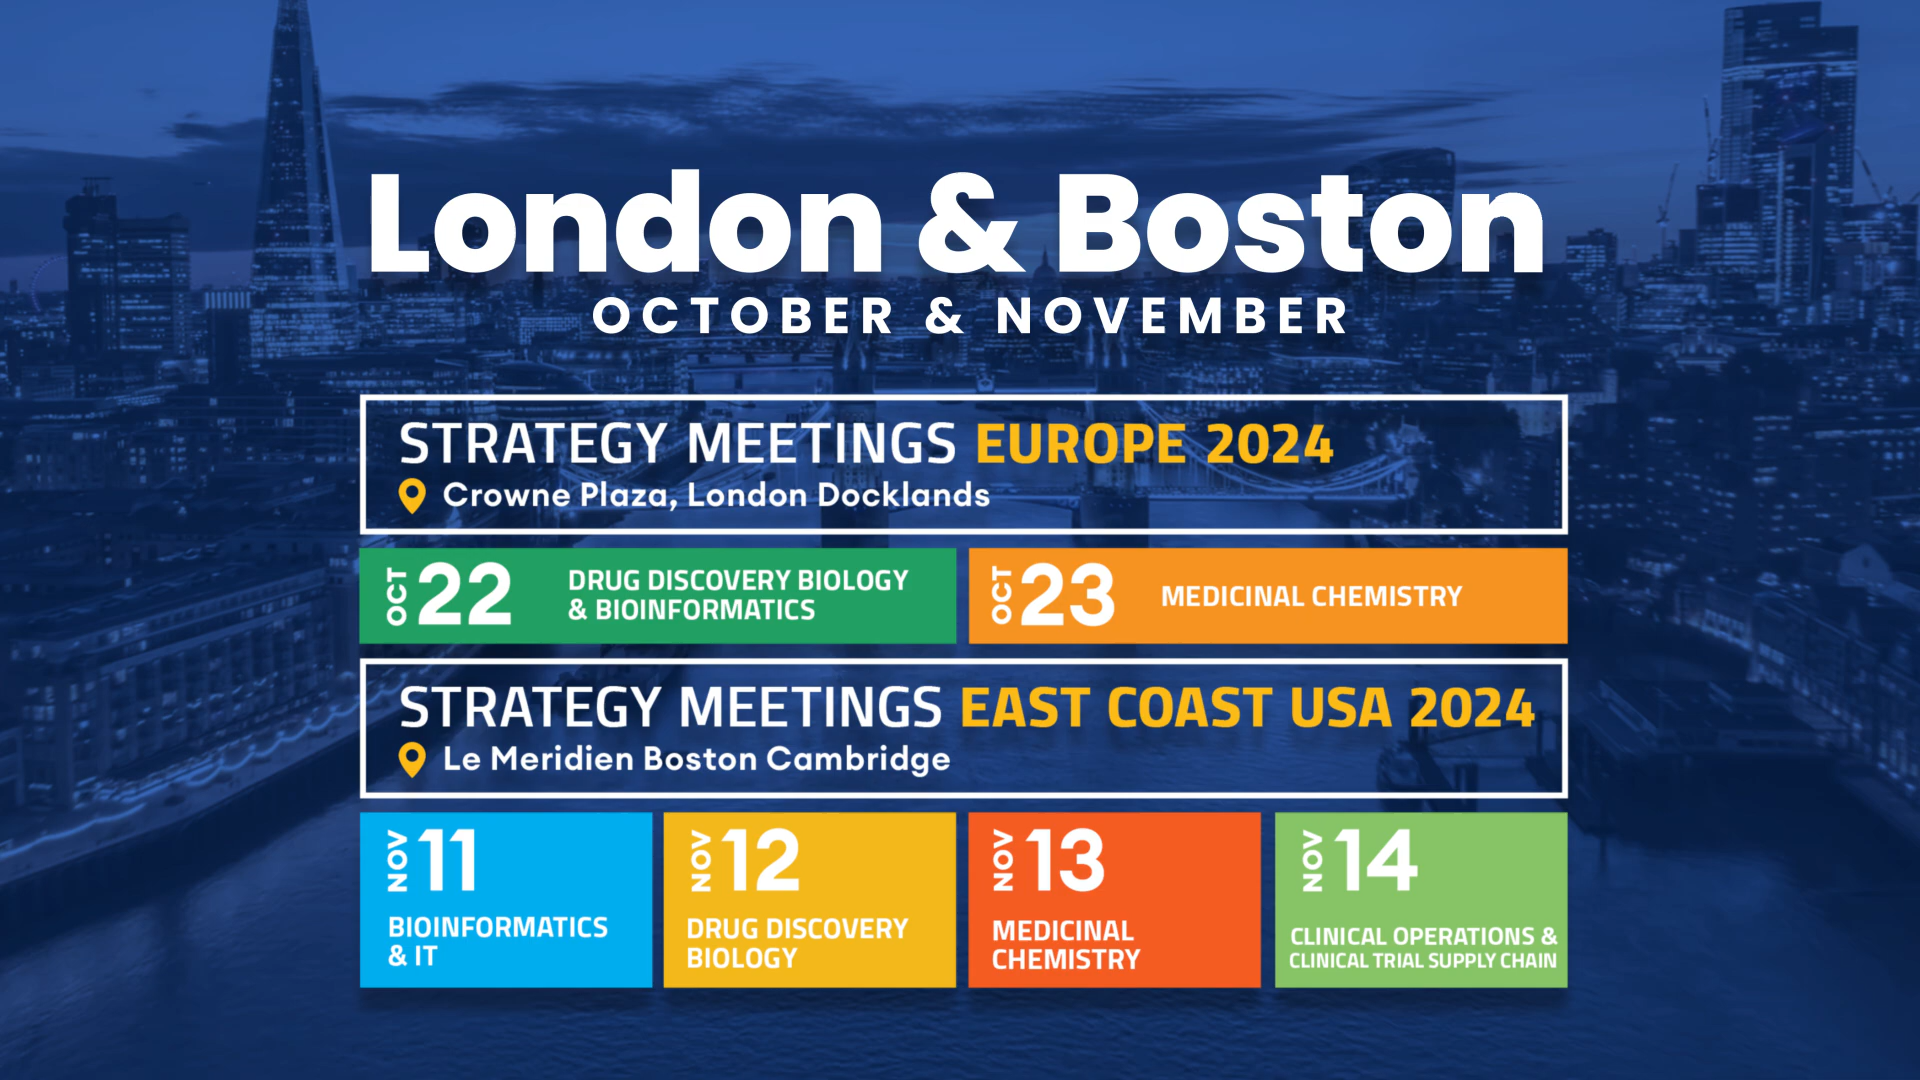 London & Boston
OCTOBER & NOVEMBER
STRATEGY MEETINGS EUROPE 2024
Crowne Plaza, London Docklands
OCT 22
DRUG DISCOVERY BIOLOGY
& BIOINFORMATICS
OCT 23
MEDICINAL CHEMISTRY
STRATEGY MEETINGS EAST COAST USA 2024
Le Meridien Boston Cambridge
NOV 11
BIOINFORMATICS
& IT
NOV 12
DRUG DISCOVERY
BIOLOGY
NOV 13
MEDICINAL
CHEMISTRY
NOV 14
CLINICAL OPERATIONS &
CLINICAL TRIAL SUPPLY CHAIN